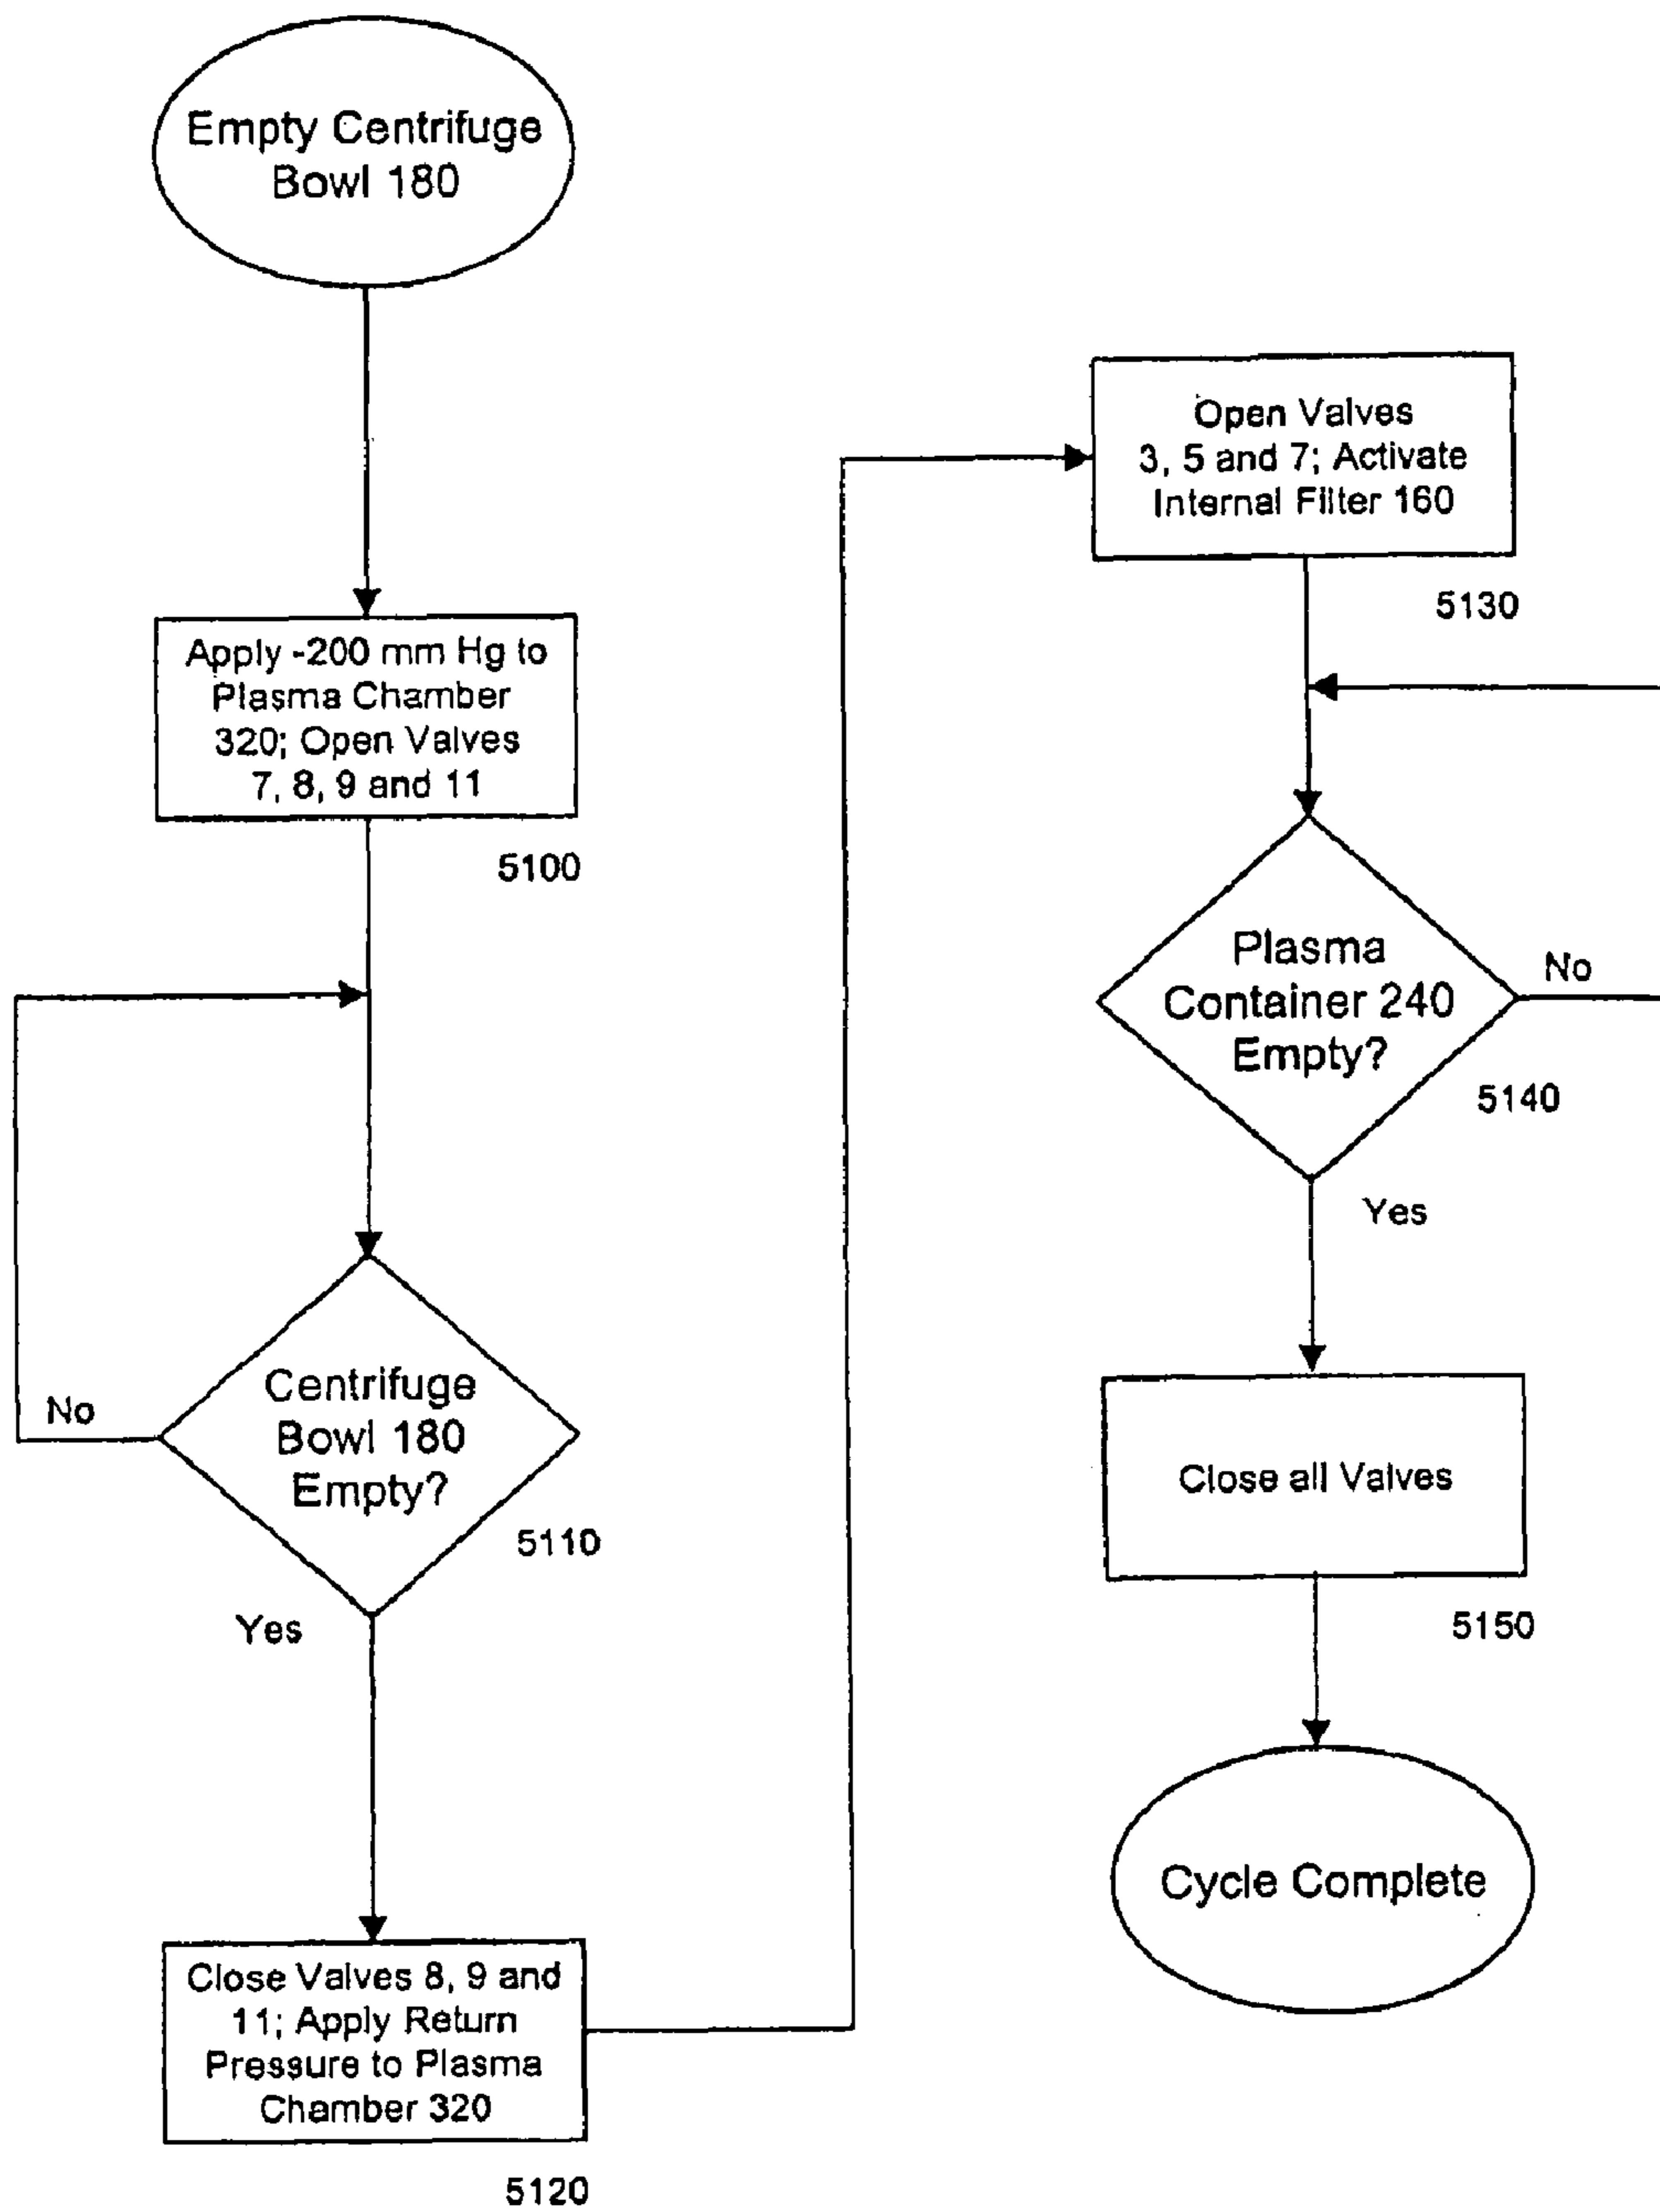 Empty Centrifuge
Bowl 180
Apply -200 mm Hg to
Plasma Chamber
320; Open Valves
7, 8, 9 and 11
5100
No
Centrifuge
Bowl 180
Empty?
5110
Yes
Close Valves 8, 9 and
11; Apply Return
Pressure to Plasma
Chamber 320
5120
Open Valves
3, 5 and 7; Activate
Internal Filter 160
5130
Plasma
Container 240
Empty?
No
5140
Yes
Close all Valves
5150
Cycle Complete